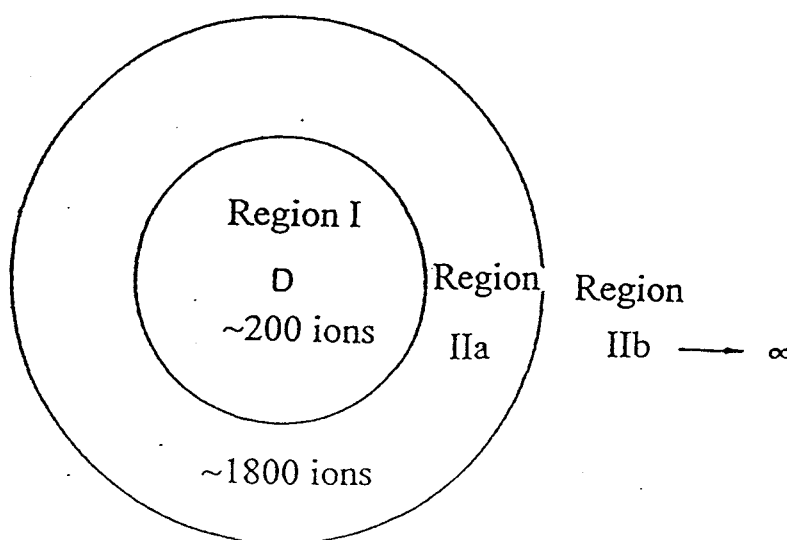 Region I
D
~200 ions
Region
IIa
Region
IIb → ∞
~1800 ions